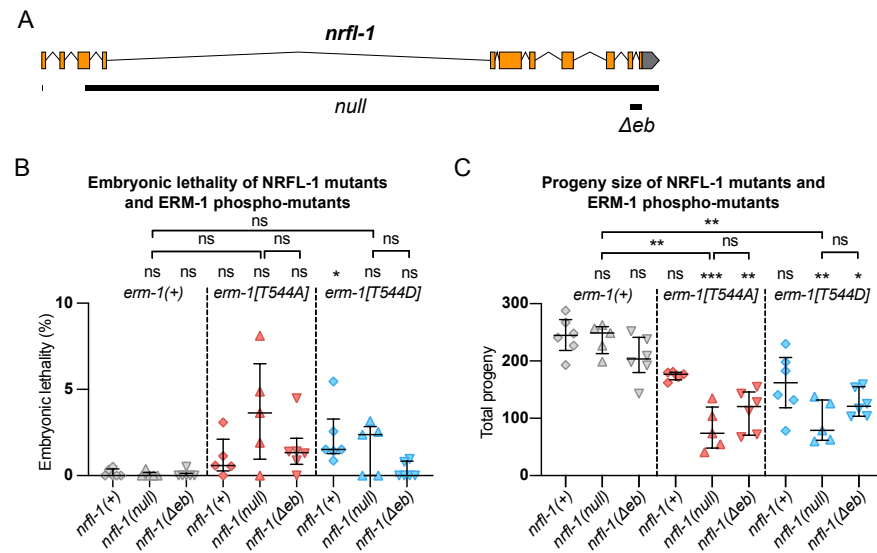 A
nrfl-1
null
Δeb
B
Embryonic lethality of NRFL-1 mutants
and ERM-1 phospho-mutants
ns
ns ns
ns ns ns ns ns * ns ns
erm-1(+) erm-1[T544A] erm-1[T544D]
Embryonic lethality (%)
10
5
0
nrfl-1(+) nrfl-1(null) nrfl-1(Δeb) nrfl-1(+) nrfl-1(null) nrfl-1(Δeb) nrfl-1(+) nrfl-1(null) nrfl-1(Δeb)
C
Progeny size of NRFL-1 mutants and
ERM-1 phospho-mutants
**
** ns ns
ns ns ns *** ** ns ** *
erm-1(+) erm-1[T544A] erm-1[T544D]
Total progeny
300
200
100
0
nrfl-1(+) nrfl-1(null) nrfl-1(Δeb) nrfl-1(+) nrfl-1(null) nrfl-1(Δeb) nrfl-1(+) nrfl-1(null) nrfl-1(Δeb)